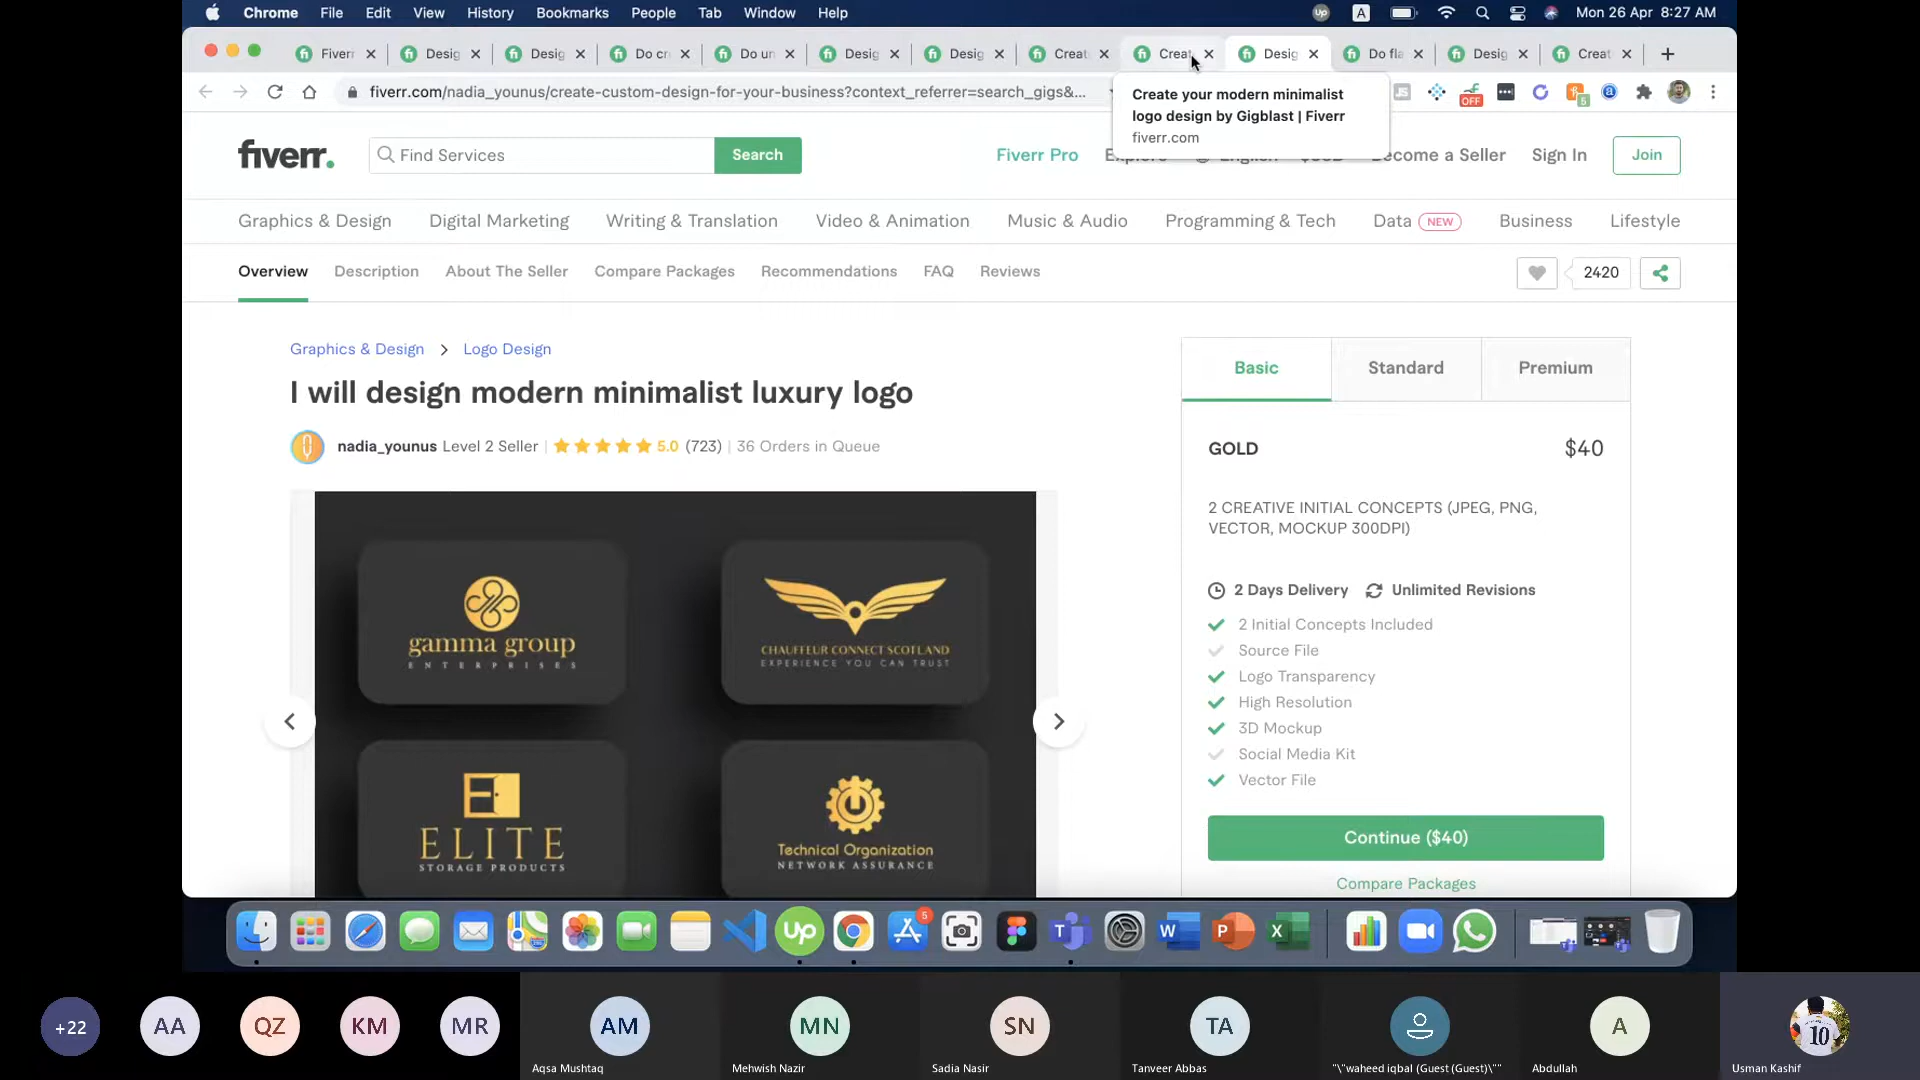 Chrome File Edit View History Bookmarks People Tab Window Help
up A Mon 26 Apr 8:27 AM
Fiverr Desig Desig Do cr Do un Desig Desig Creat Creat Desig Do fla Desig Creat
fiverr.com/nadia_younus/create-custom-design-for-your-business?context_referrer=search_gigs&...
JS OFF 5 a
Create your modern minimalist
logo design by Gigblast | Fiverr
fiverr.com
fiverr.
Find Services
Search
Fiverr Pro Explore English $USD Become a Seller Sign In Join
Graphics & Design Digital Marketing Writing & Translation Video & Animation Music & Audio Programming & Tech Data NEW Business Lifestyle
Overview Description About The Seller Compare Packages Recommendations FAQ Reviews
2420
Graphics & Design > Logo Design
I will design modern minimalist luxury logo
nadia_younus Level 2 Seller | 5.0 (723) | 36 Orders in Queue
gamma group
ENTERPRISES
CHAUFFEUR CONNECT SCOTLAND
EXPERIENCE YOU CAN TRUST
ELITE
STORAGE PRODUCTS
Technical Organization
NETWORK ASSURANCE
Basic Standard Premium
GOLD $40
2 CREATIVE INITIAL CONCEPTS (JPEG, PNG,
VECTOR, MOCKUP 300DPI)
2 Days Delivery Unlimited Revisions
2 Initial Concepts Included
Source File
Logo Transparency
High Resolution
3D Mockup
Social Media Kit
Vector File
Continue ($40)
Compare Packages
Up 5 T W P X
+22 AA QZ KM MR AM MN SN TA A 10
Aqsa Mushtaq Mehwish Nazir Sadia Nasir Tanveer Abbas "\"waheed iqbal (Guest (Guest)\"" Abdullah Usman Kashif